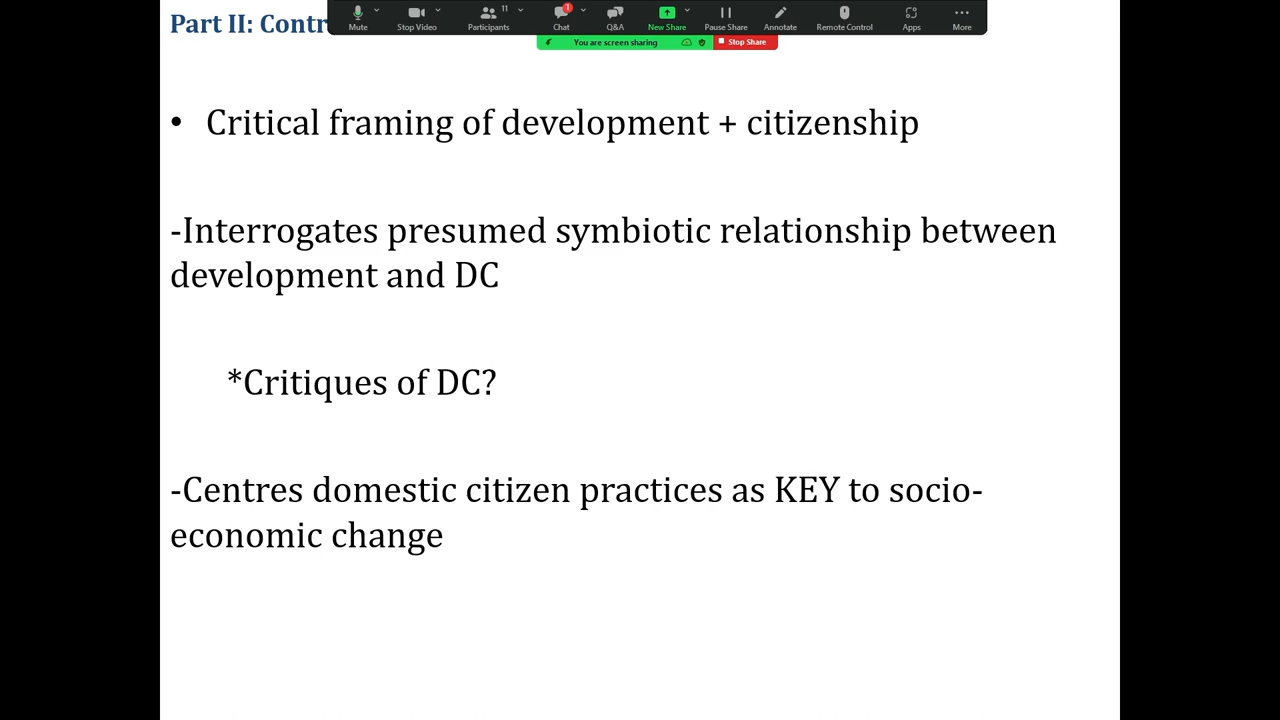 Part II: Contr
Mute
Stop Video
Participants
11
Chat
1
Q&A
New Share
Pause Share
Annotate
Remote Control
Apps
More
You are screen sharing
Stop Share
• Critical framing of development + citizenship
-Interrogates presumed symbiotic relationship between
development and DC
*Critiques of DC?
-Centres domestic citizen practices as KEY to socio-
economic change